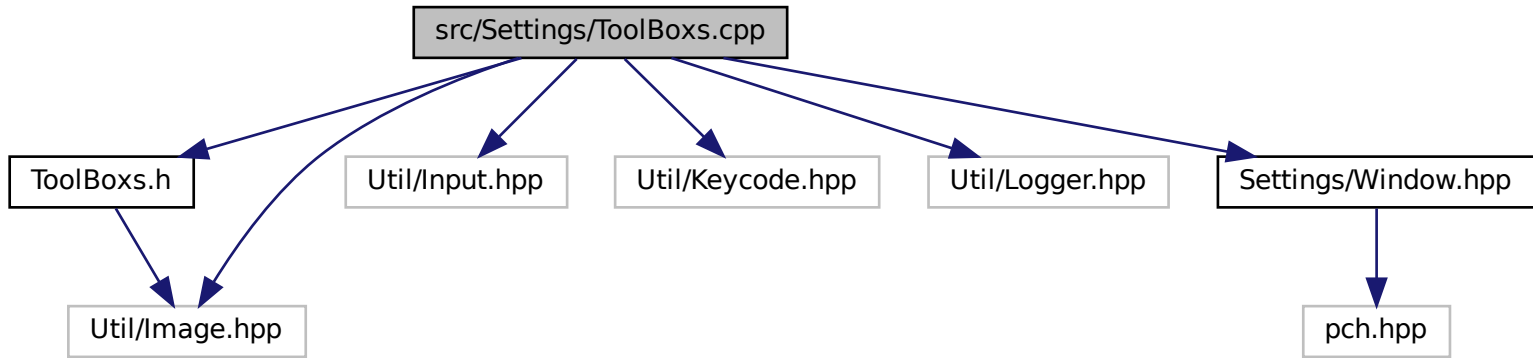 src/Settings/ToolBoxs.cpp
ToolBoxs.h
Util/Input.hpp
Util/Keycode.hpp
Util/Logger.hpp
Settings/Window.hpp
Util/Image.hpp
pch.hpp